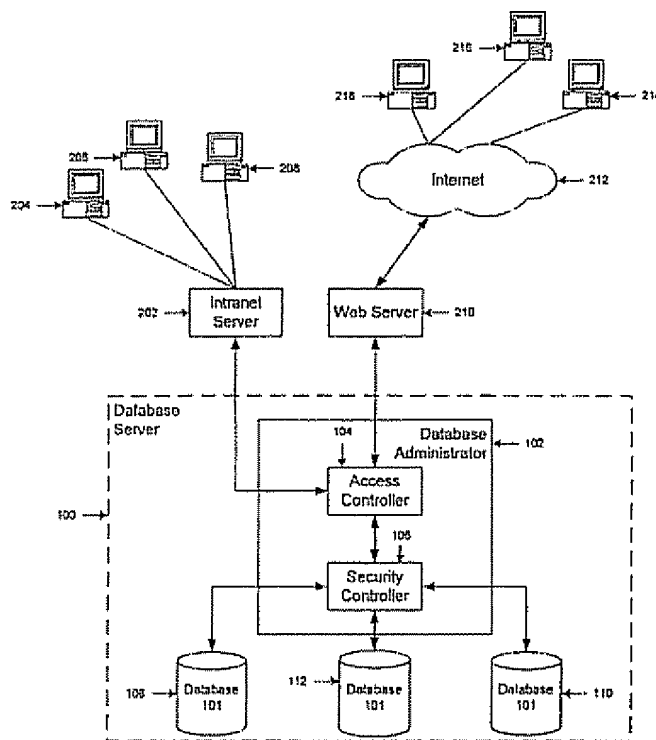 216
218
214
Internet
212
206
208
204
202
Intranet
Server
Web Server
210
Database
Server
104
Database
Administrator
102
Access
Controller
100
106
Security
Controller
108
Database
101
112
Database
101
Database
101
110